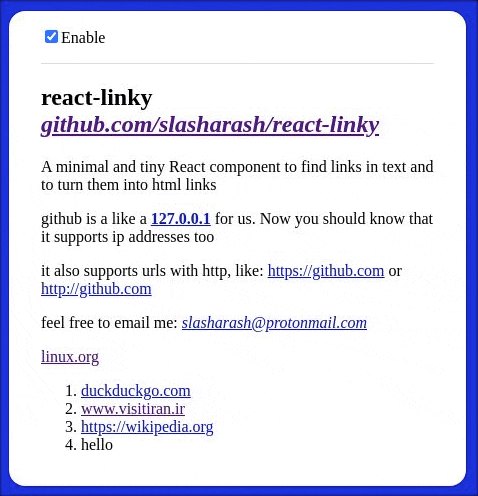 Enable
react-linky
github.com/slasharash/react-linky
A minimal and tiny React component to find links in text and
to turn them into html links
github is a like a 127.0.0.1 for us. Now you should know that
it supports ip addresses too
it also supports urls with http, like: https://github.com or
http://github.com
feel free to email me: slasharash@protonmail.com
linux.org
1. duckduckgo.com
2. www.visitiran.ir
3. https://wikipedia.org
4. hello